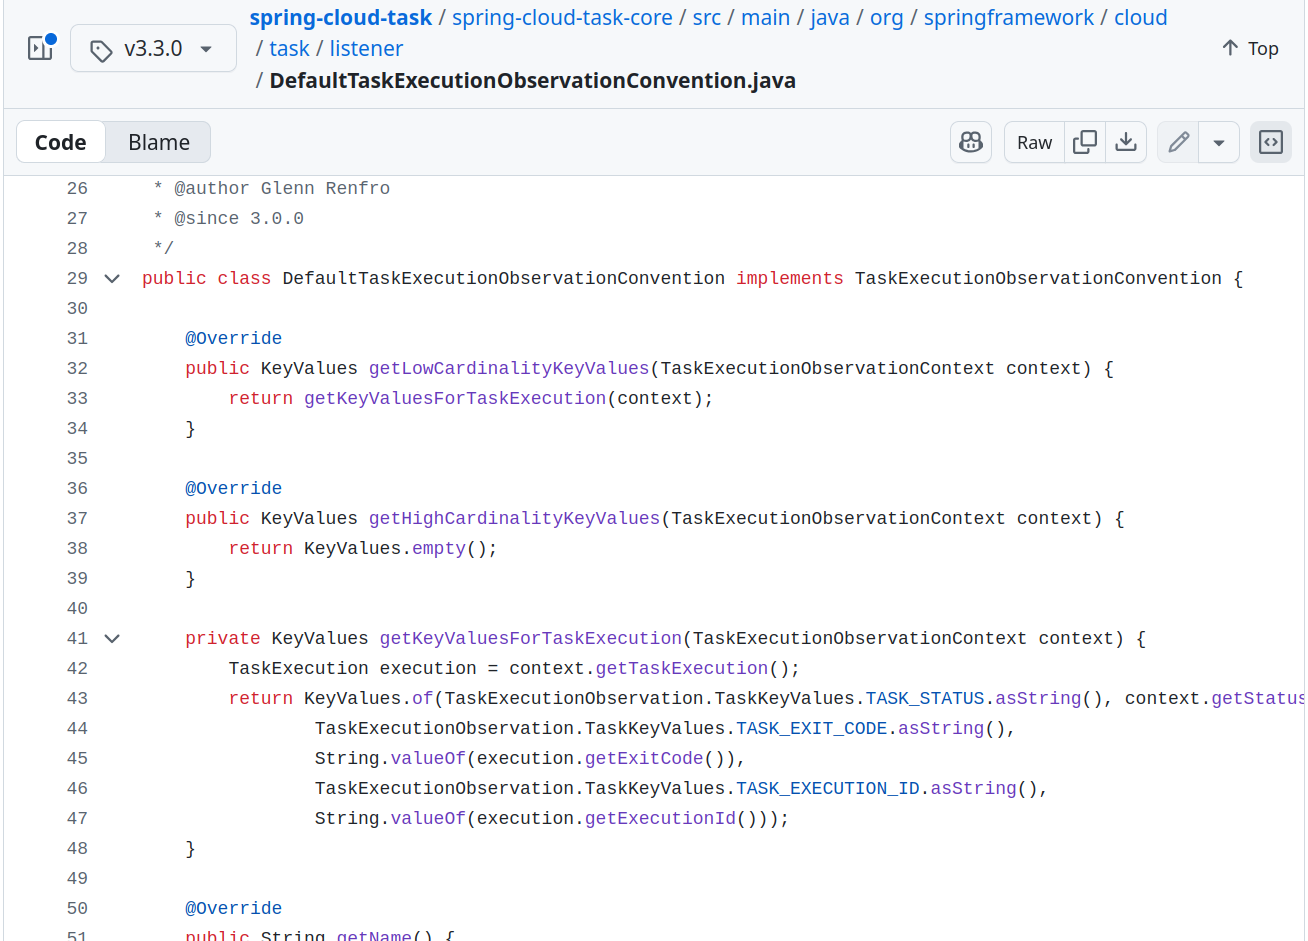 spring-cloud-task / spring-cloud-task-core / src / main / java / org / springframework / cloud
/ task / listener
/ DefaultTaskExecutionObservationConvention.java
v3.3.0
Top
Code
Blame
Raw
26 * @author Glenn Renfro
27 * @since 3.0.0
28 */
29 public class DefaultTaskExecutionObservationConvention implements TaskExecutionObservationConvention {
30
31 @Override
32 public KeyValues getLowCardinalityKeyValues(TaskExecutionObservationContext context) {
33 return getKeyValuesForTaskExecution(context);
34 }
35
36 @Override
37 public KeyValues getHighCardinalityKeyValues(TaskExecutionObservationContext context) {
38 return KeyValues.empty();
39 }
40
41 private KeyValues getKeyValuesForTaskExecution(TaskExecutionObservationContext context) {
42 TaskExecution execution = context.getTaskExecution();
43 return KeyValues.of(TaskExecutionObservation.TaskKeyValues.TASK_STATUS.asString(), context.getStatus
44 TaskExecutionObservation.TaskKeyValues.TASK_EXIT_CODE.asString(),
45 String.valueOf(execution.getExitCode()),
46 TaskExecutionObservation.TaskKeyValues.TASK_EXECUTION_ID.asString(),
47 String.valueOf(execution.getExecutionId()));
48 }
49
50 @Override
51 public String getName() {